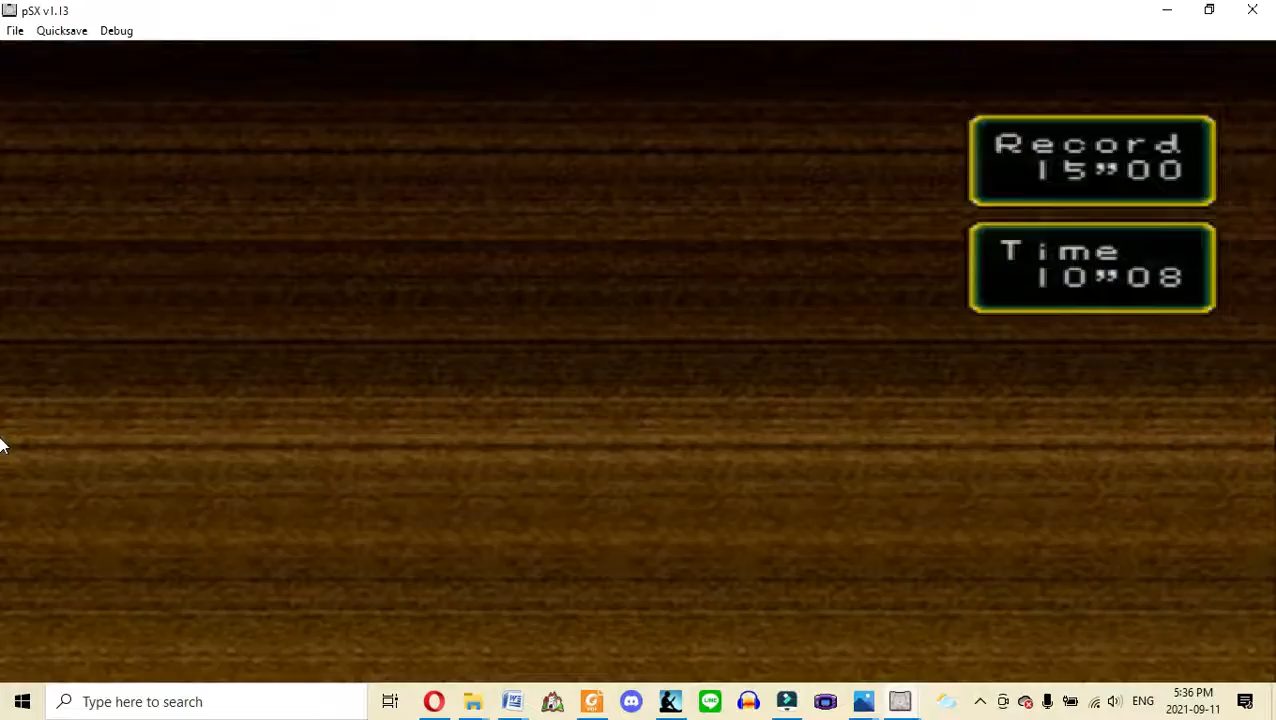 pSX v1.13
File Quicksave Debug
Record
15"00
Time
10"08
Type here to search
ENG
5:36 PM
2021-09-11